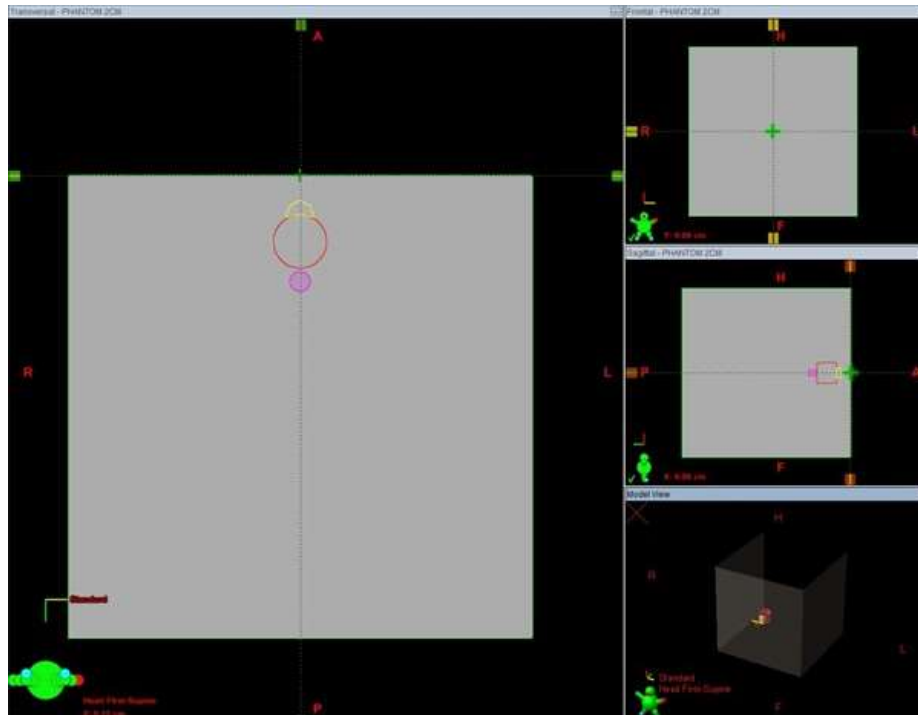 Transversal - PHANTOM 2CM
A
R
L
P
Standard
Head First-Supine
Frontal - PHANTOM 2CM
H
R
L
F
Sagittal - PHANTOM 2CM
H
P
A
F
Model View
H
R
L
F
Standard
Head First-Supine